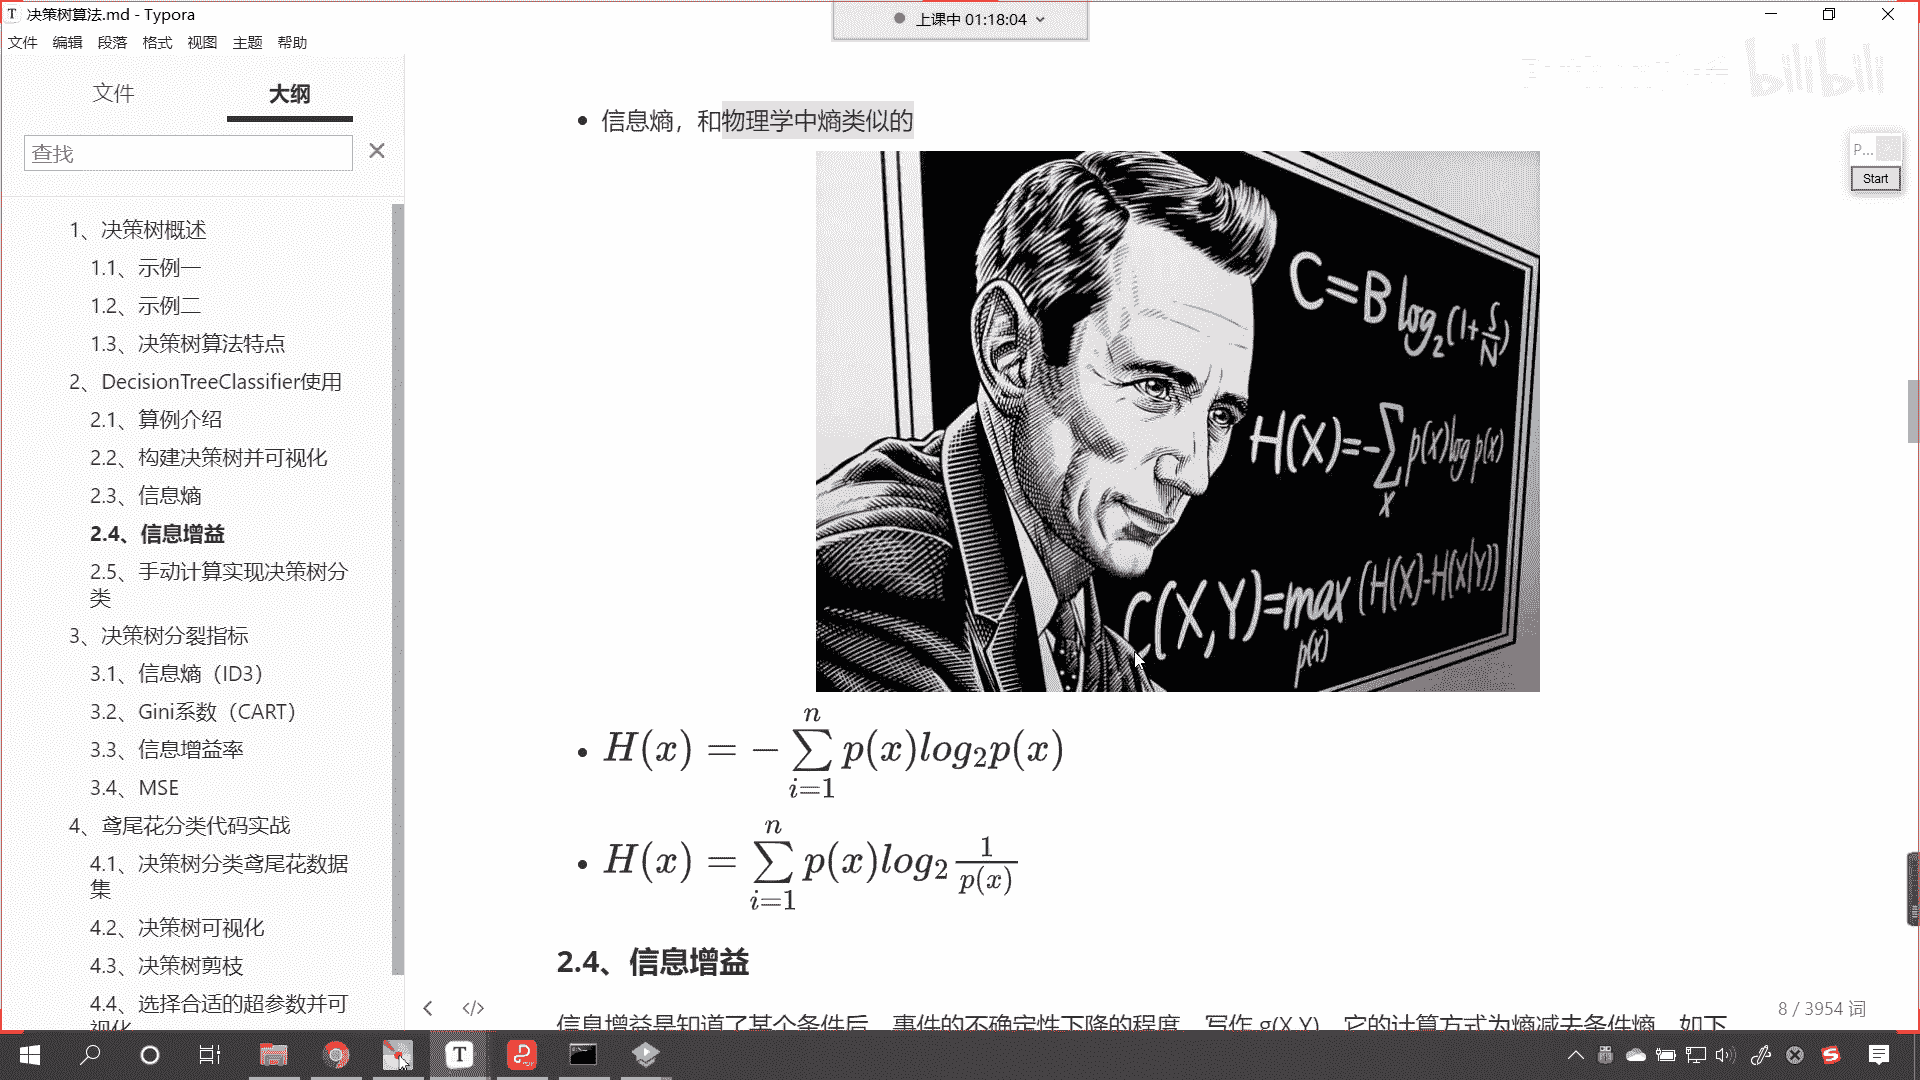 决策树算法.md - Typora
上课中 01:18:04
文件 编辑 段落 格式 视图 主题 帮助
bilibili
文件 大纲
查找
1、决策树概述
1.1、示例一
1.2、示例二
1.3、决策树算法特点
2、DecisionTreeClassifier使用
2.1、算例介绍
2.2、构建决策树并可视化
2.3、信息熵
2.4、信息增益
2.5、手动计算实现决策树分
类
3、决策树分裂指标
3.1、信息熵（ID3）
3.2、Gini系数（CART）
3.3、信息增益率
3.4、MSE
4、鸢尾花分类代码实战
4.1、决策树分类鸢尾花数据
集
4.2、决策树可视化
4.3、决策树剪枝
4.4、选择合适的超参数并可
视化
信息熵，和物理学中熵类似的
C=B log₂(1+S/N)
H(X)=-∑p(x)log p(x)
X
C(X,Y)=max(H(X)-H(X|Y))
p(x)
H(x) = -∑_{i=1}^{n} p(x)log₂p(x)
H(x) = ∑_{i=1}^{n} p(x)log₂ 1/p(x)
2.4、信息增益
信息增益是知道了某个条件后，事件的不确定性下降的程度。写作 g(X,Y)。它的计算方式为熵减去条件熵，如下
8 / 3954 词
P...
Start